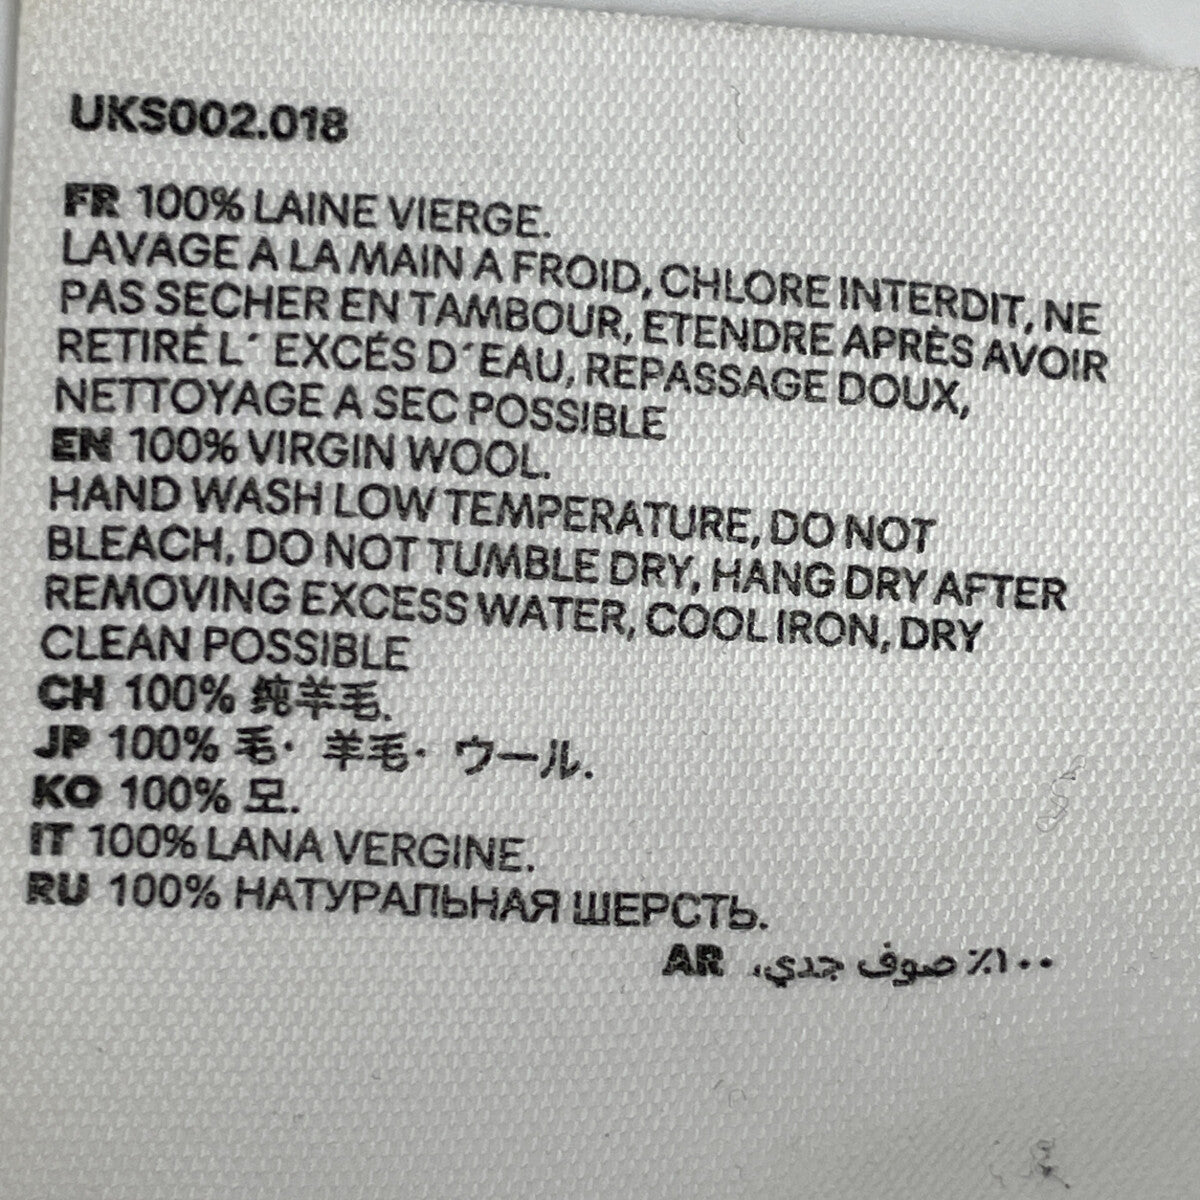 UKS002.018
FR 100% LAINE VIERGE.
LAVAGE A LA MAIN A FROID, CHLORE INTERDIT, NE
PAS SECHER EN TAMBOUR, ETENDRE APRÈS AVOIR
RETIRÉ L´ EXCÉS D´EAU, REPASSAGE DOUX,
NETTOYAGE A SEC POSSIBLE
EN 100% VIRGIN WOOL.
HAND WASH LOW TEMPERATURE, DO NOT
BLEACH, DO NOT TUMBLE DRY, HANG DRY AFTER
REMOVING EXCESS WATER, COOL IRON, DRY
CLEAN POSSIBLE
CH 100% 纯羊毛.
JP 100% 毛· 羊毛· ウール.
KO 100% 모.
IT 100% LANA VERGINE.
RU 100% НАТУРАЛЬНАЯ ШЕРСТЬ.
AR ١٠٠٪ صوف جدي.